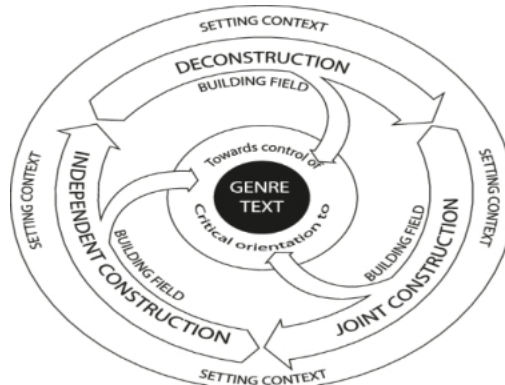 SETTING CONTEXT
DECONSTRUCTION
BUILDING FIELD
Towards control of
GENRE
TEXT
Critical orientation to
SETTING CONTEXT
INDEPENDENT CONSTRUCTION
BUILDING FIELD
BUILDING FIELD
JOINT CONSTRUCTION
SETTING CONTEXT
SETTING CONTEXT